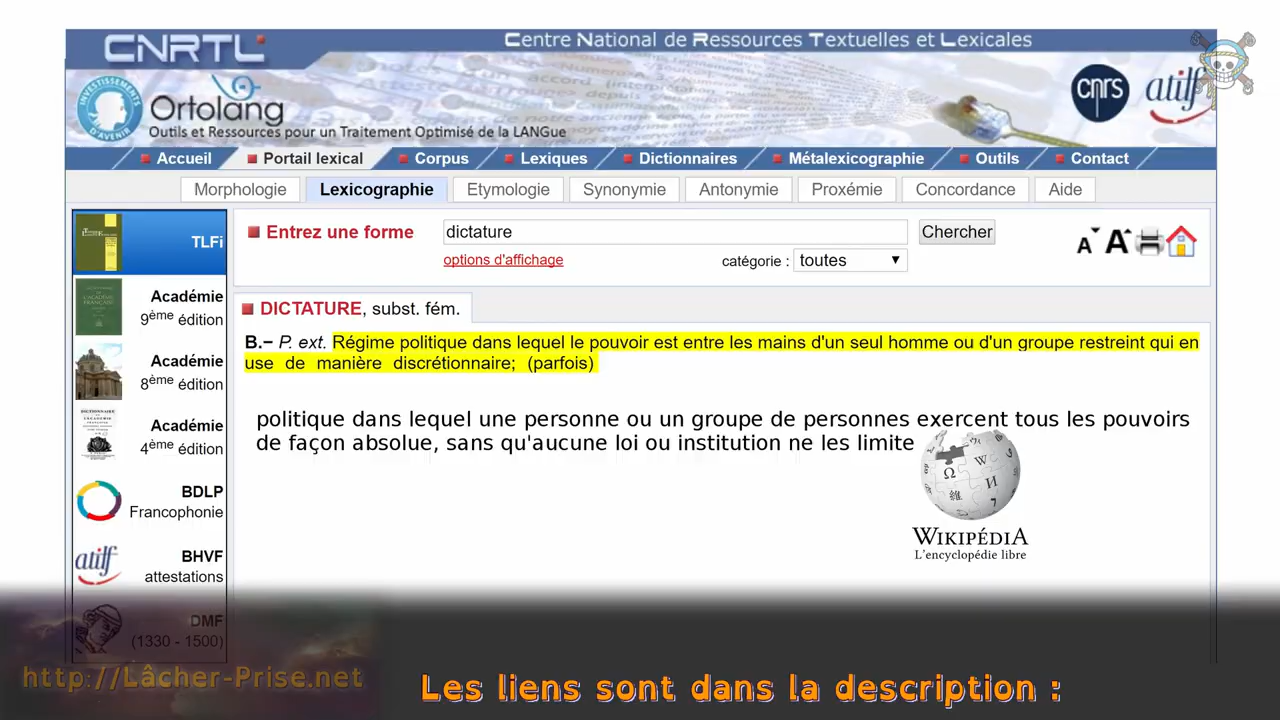 CNRTL
Centre National de Ressources Textuelles et Lexicales
INVESTISSEMENTS D'AVENIR
Ortolang
Outils et Ressources pour un Traitement Optimisé de la LANGue
cnrs
atilf
Accueil
Portail lexical
Corpus
Lexiques
Dictionnaires
Métalexicographie
Outils
Contact
Morphologie
Lexicographie
Etymologie
Synonymie
Antonymie
Proxémie
Concordance
Aide
TLFi
Académie
9ème édition
Académie
8ème édition
Académie
4ème édition
BDLP
Francophonie
atilf
BHVF
attestations
DMF
(1330 - 1500)
Entrez une forme
dictature
Chercher
options d'affichage
catégorie :
toutes
A A
DICTATURE, subst. fém.
B.− P. ext. Régime politique dans lequel le pouvoir est entre les mains d'un seul homme ou d'un groupe restreint qui en
use de manière discrétionnaire; (parfois)
politique dans lequel une personne ou un groupe de personnes exercent tous les pouvoirs
de façon absolue, sans qu'aucune loi ou institution ne les limite
WIKIPÉDIA
L'encyclopédie libre
http://Lâcher-Prise.net
Les liens sont dans la description :